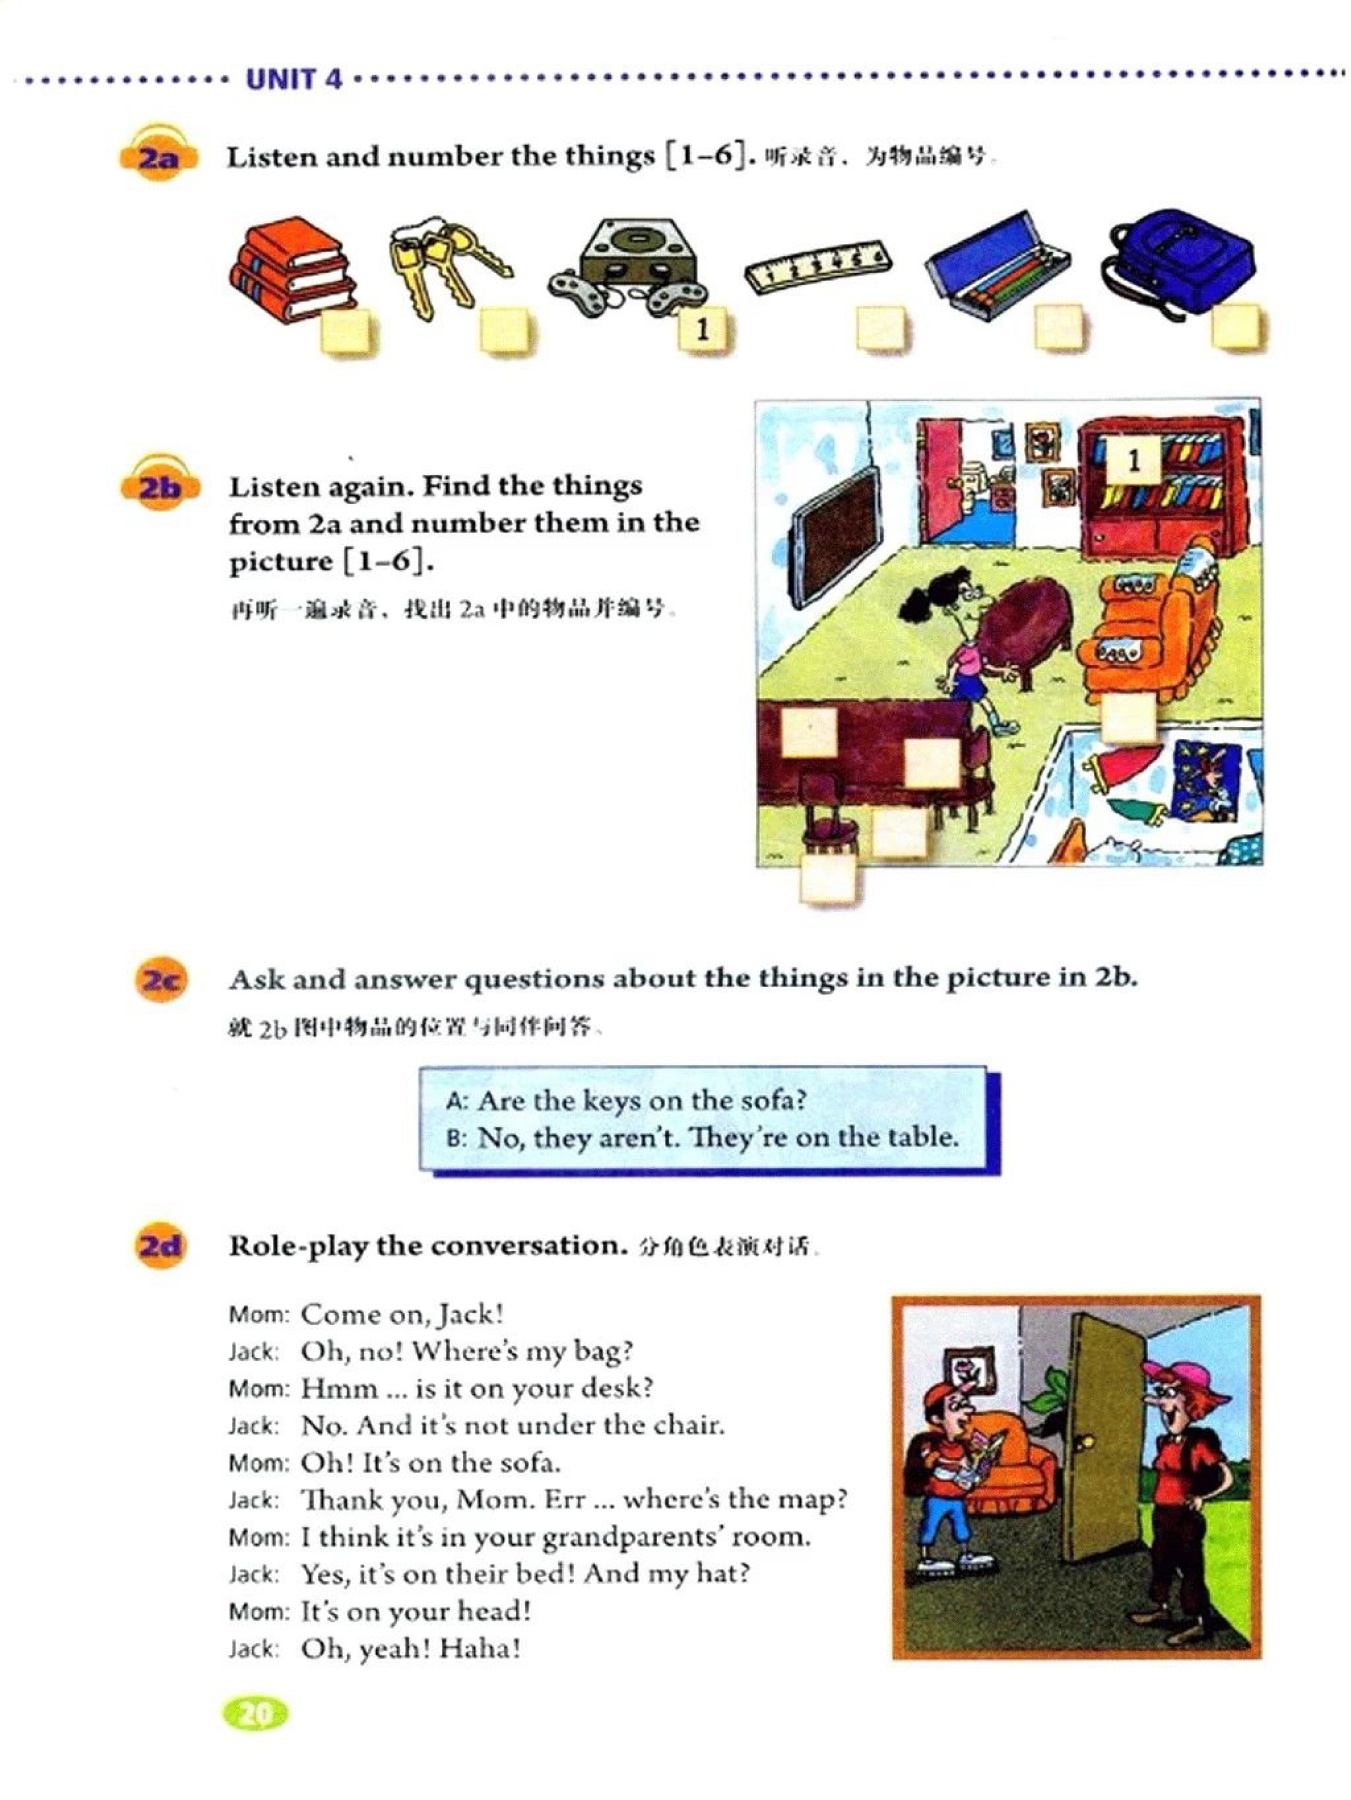 UNIT 4
2a Listen and number the things [1–6]. 听录音，为物品编号。
1 2 3 4 5 6
1
2b Listen again. Find the things
from 2a and number them in the
picture [1–6].
再听一遍录音，找出 2a 中的物品并编号。
1
2c Ask and answer questions about the things in the picture in 2b.
就 2b 图中物品的位置与同伴问答。
A: Are the keys on the sofa?
B: No, they aren't. They're on the table.
2d Role-play the conversation. 分角色表演对话。
Mom: Come on, Jack!
Jack: Oh, no! Where's my bag?
Mom: Hmm ... is it on your desk?
Jack: No. And it's not under the chair.
Mom: Oh! It's on the sofa.
Jack: Thank you, Mom. Err ... where's the map?
Mom: I think it's in your grandparents' room.
Jack: Yes, it's on their bed! And my hat?
Mom: It's on your head!
Jack: Oh, yeah! Haha!
20